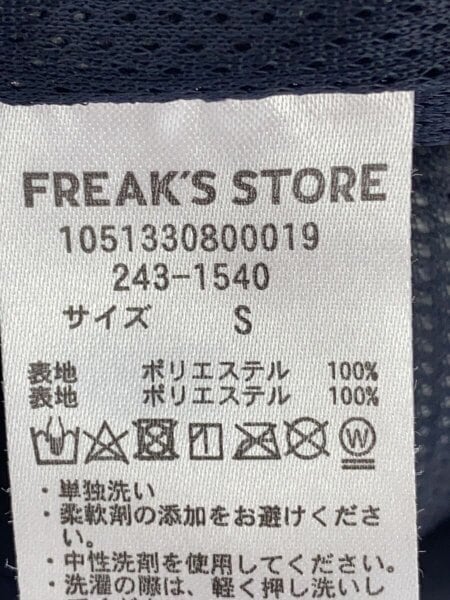 FREAK'S STORE
1051330800019
243-1540
サイズ S
表地 ポリエステル 100%
表地 ポリエステル 100%
W
・単独洗い
・柔軟剤の添加をお避けくださ
い。
・中性洗剤を使用してください。
・洗濯の際は、軽く押し洗いし